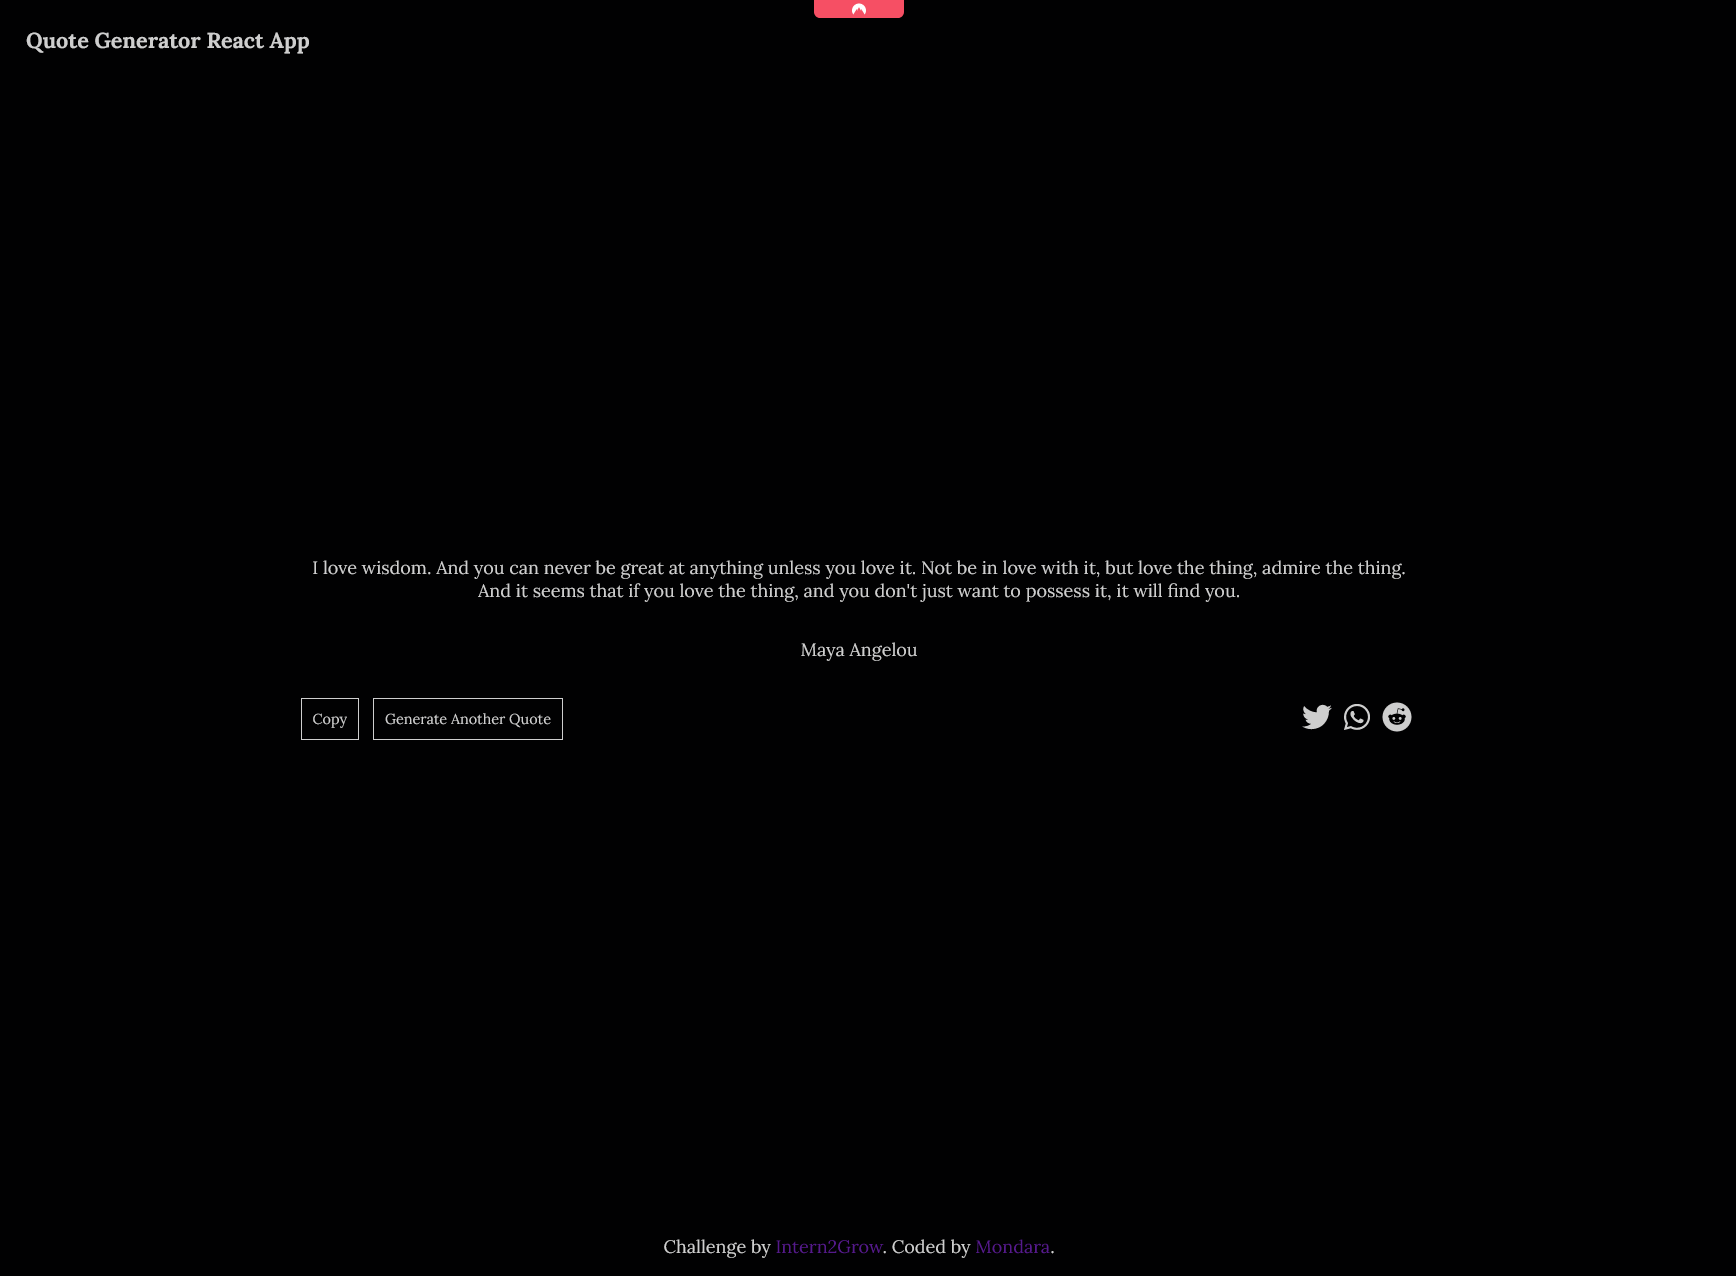 Quote Generator React App
I love wisdom. And you can never be great at anything unless you love it. Not be in love with it, but love the thing, admire the thing.
And it seems that if you love the thing, and you don't just want to possess it, it will find you.
Maya Angelou
Copy
Generate Another Quote
Challenge by Intern2Grow. Coded by Mondara.